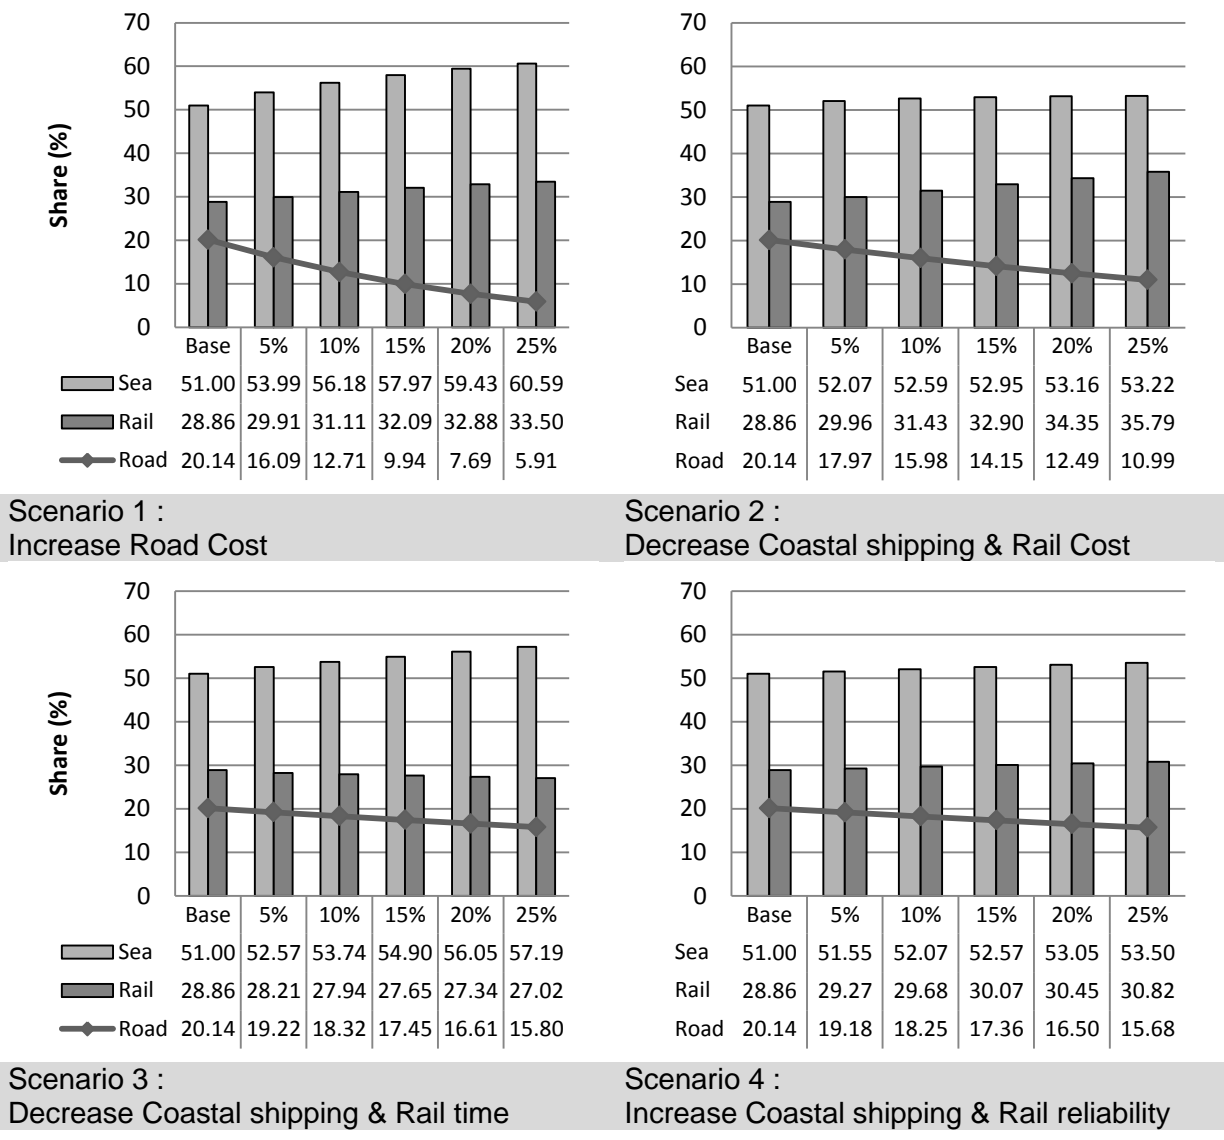 70
60
50
40
30
20
10
0
Share (%)
Base 5% 10% 15% 20% 25%
Sea 51.00 53.99 56.18 57.97 59.43 60.59
Rail 28.86 29.91 31.11 32.09 32.88 33.50
Road 20.14 16.09 12.71 9.94 7.69 5.91
Scenario 1 :
Increase Road Cost
70
60
50
40
30
20
10
0
Base 5% 10% 15% 20% 25%
Sea 51.00 52.07 52.59 52.95 53.16 53.22
Rail 28.86 29.96 31.43 32.90 34.35 35.79
Road 20.14 17.97 15.98 14.15 12.49 10.99
Scenario 2 :
Decrease Coastal shipping & Rail Cost
70
60
50
40
30
20
10
0
Share (%)
Base 5% 10% 15% 20% 25%
Sea 51.00 52.57 53.74 54.90 56.05 57.19
Rail 28.86 28.21 27.94 27.65 27.34 27.02
Road 20.14 19.22 18.32 17.45 16.61 15.80
Scenario 3 :
Decrease Coastal shipping & Rail time
70
60
50
40
30
20
10
0
Base 5% 10% 15% 20% 25%
Sea 51.00 51.55 52.07 52.57 53.05 53.50
Rail 28.86 29.27 29.68 30.07 30.45 30.82
Road 20.14 19.18 18.25 17.36 16.50 15.68
Scenario 4 :
Increase Coastal shipping & Rail reliability